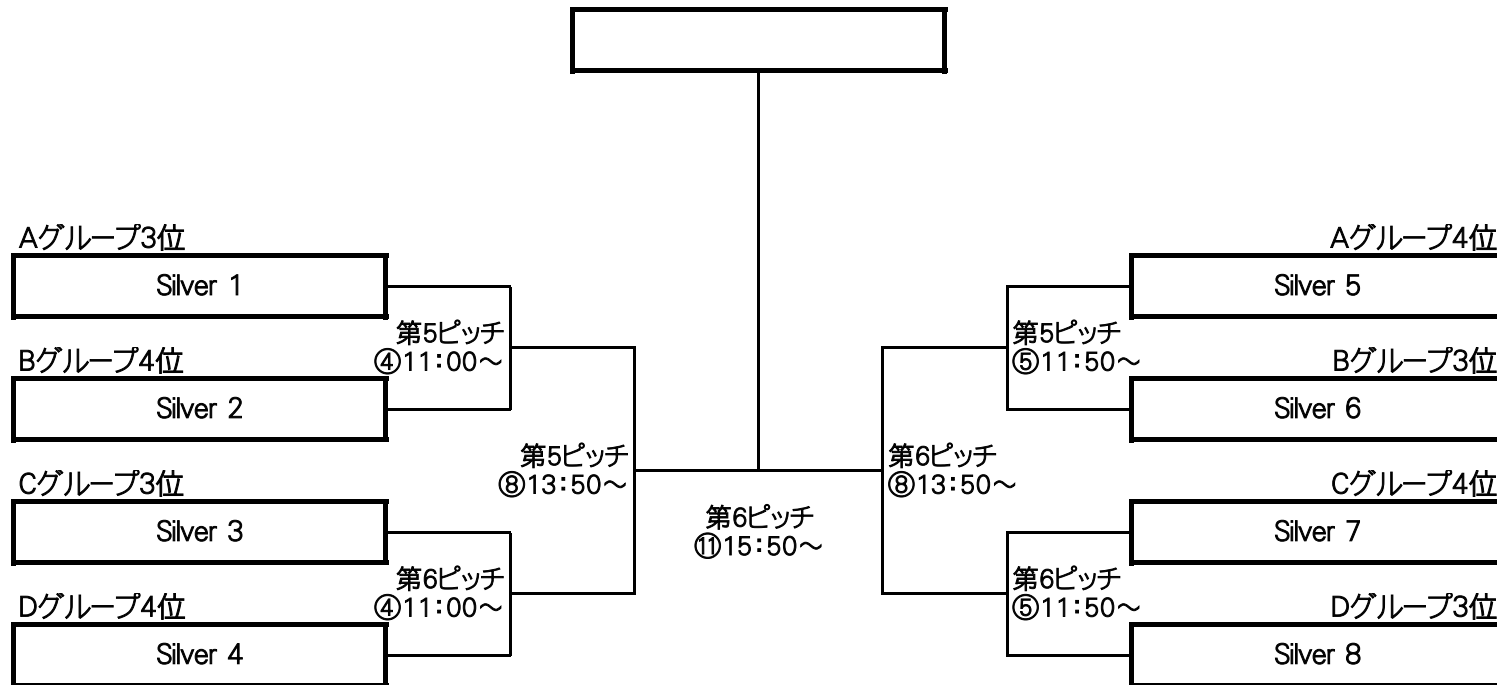 Aグループ3位
Silver 1
Bグループ4位
Silver 2
第5ピッチ
④11:00～
Cグループ3位
Silver 3
Dグループ4位
Silver 4
第6ピッチ
④11:00～
第5ピッチ
⑧13:50～
第6ピッチ
⑪15:50～
第6ピッチ
⑧13:50～
第5ピッチ
⑤11:50～
Aグループ4位
Silver 5
Bグループ3位
Silver 6
第6ピッチ
⑤11:50～
Cグループ4位
Silver 7
Dグループ3位
Silver 8